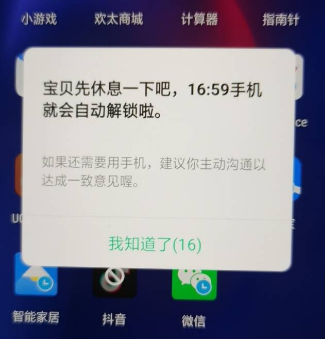 小游戏 欢太商城 计算器 指南针
宝贝先休息一下吧，16:59手机
就会自动解锁啦。
如果还需要用手机，建议你主动沟通以
达成一致意见喔。
我知道了(16)
智能家居 抖音 微信